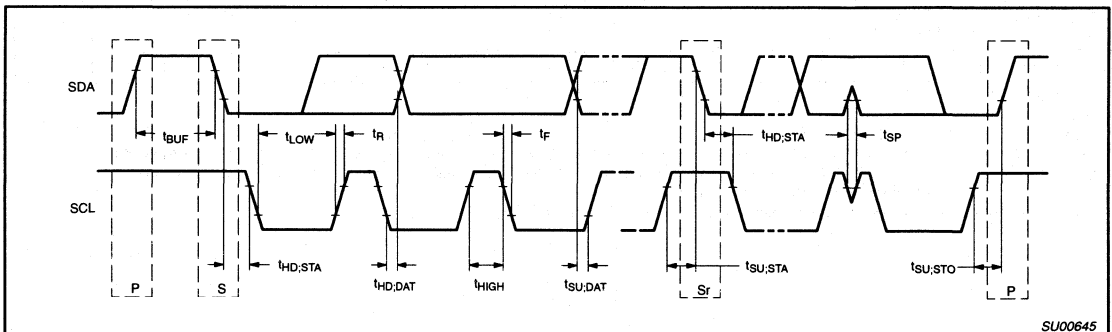 SDA
tBUF
tLOW
tR
tF
tHD;STA
tSP
SCL
tHD;STA
tHD;DAT
tHIGH
tSU;DAT
tSU;STA
tSU;STO
P
S
Sr
P
SU00645